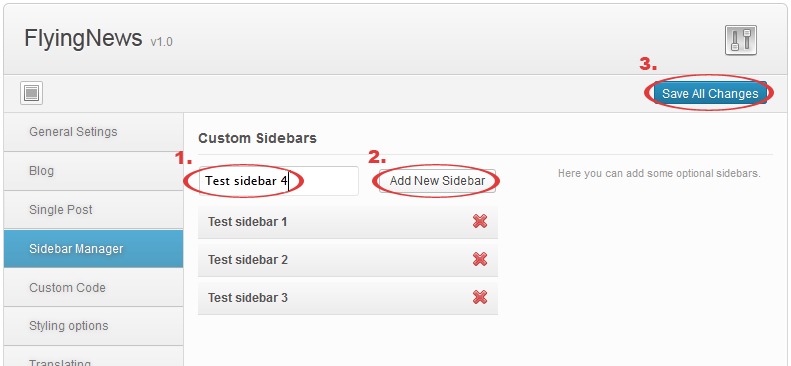 FlyingNews v1.0
3.
Save All Changes
General Setings
Blog
Single Post
Sidebar Manager
Custom Code
Styling options
Translating
Custom Sidebars
1.
2.
Test sidebar 4
Add New Sidebar
Here you can add some optional sidebars.
Test sidebar 1
Test sidebar 2
Test sidebar 3